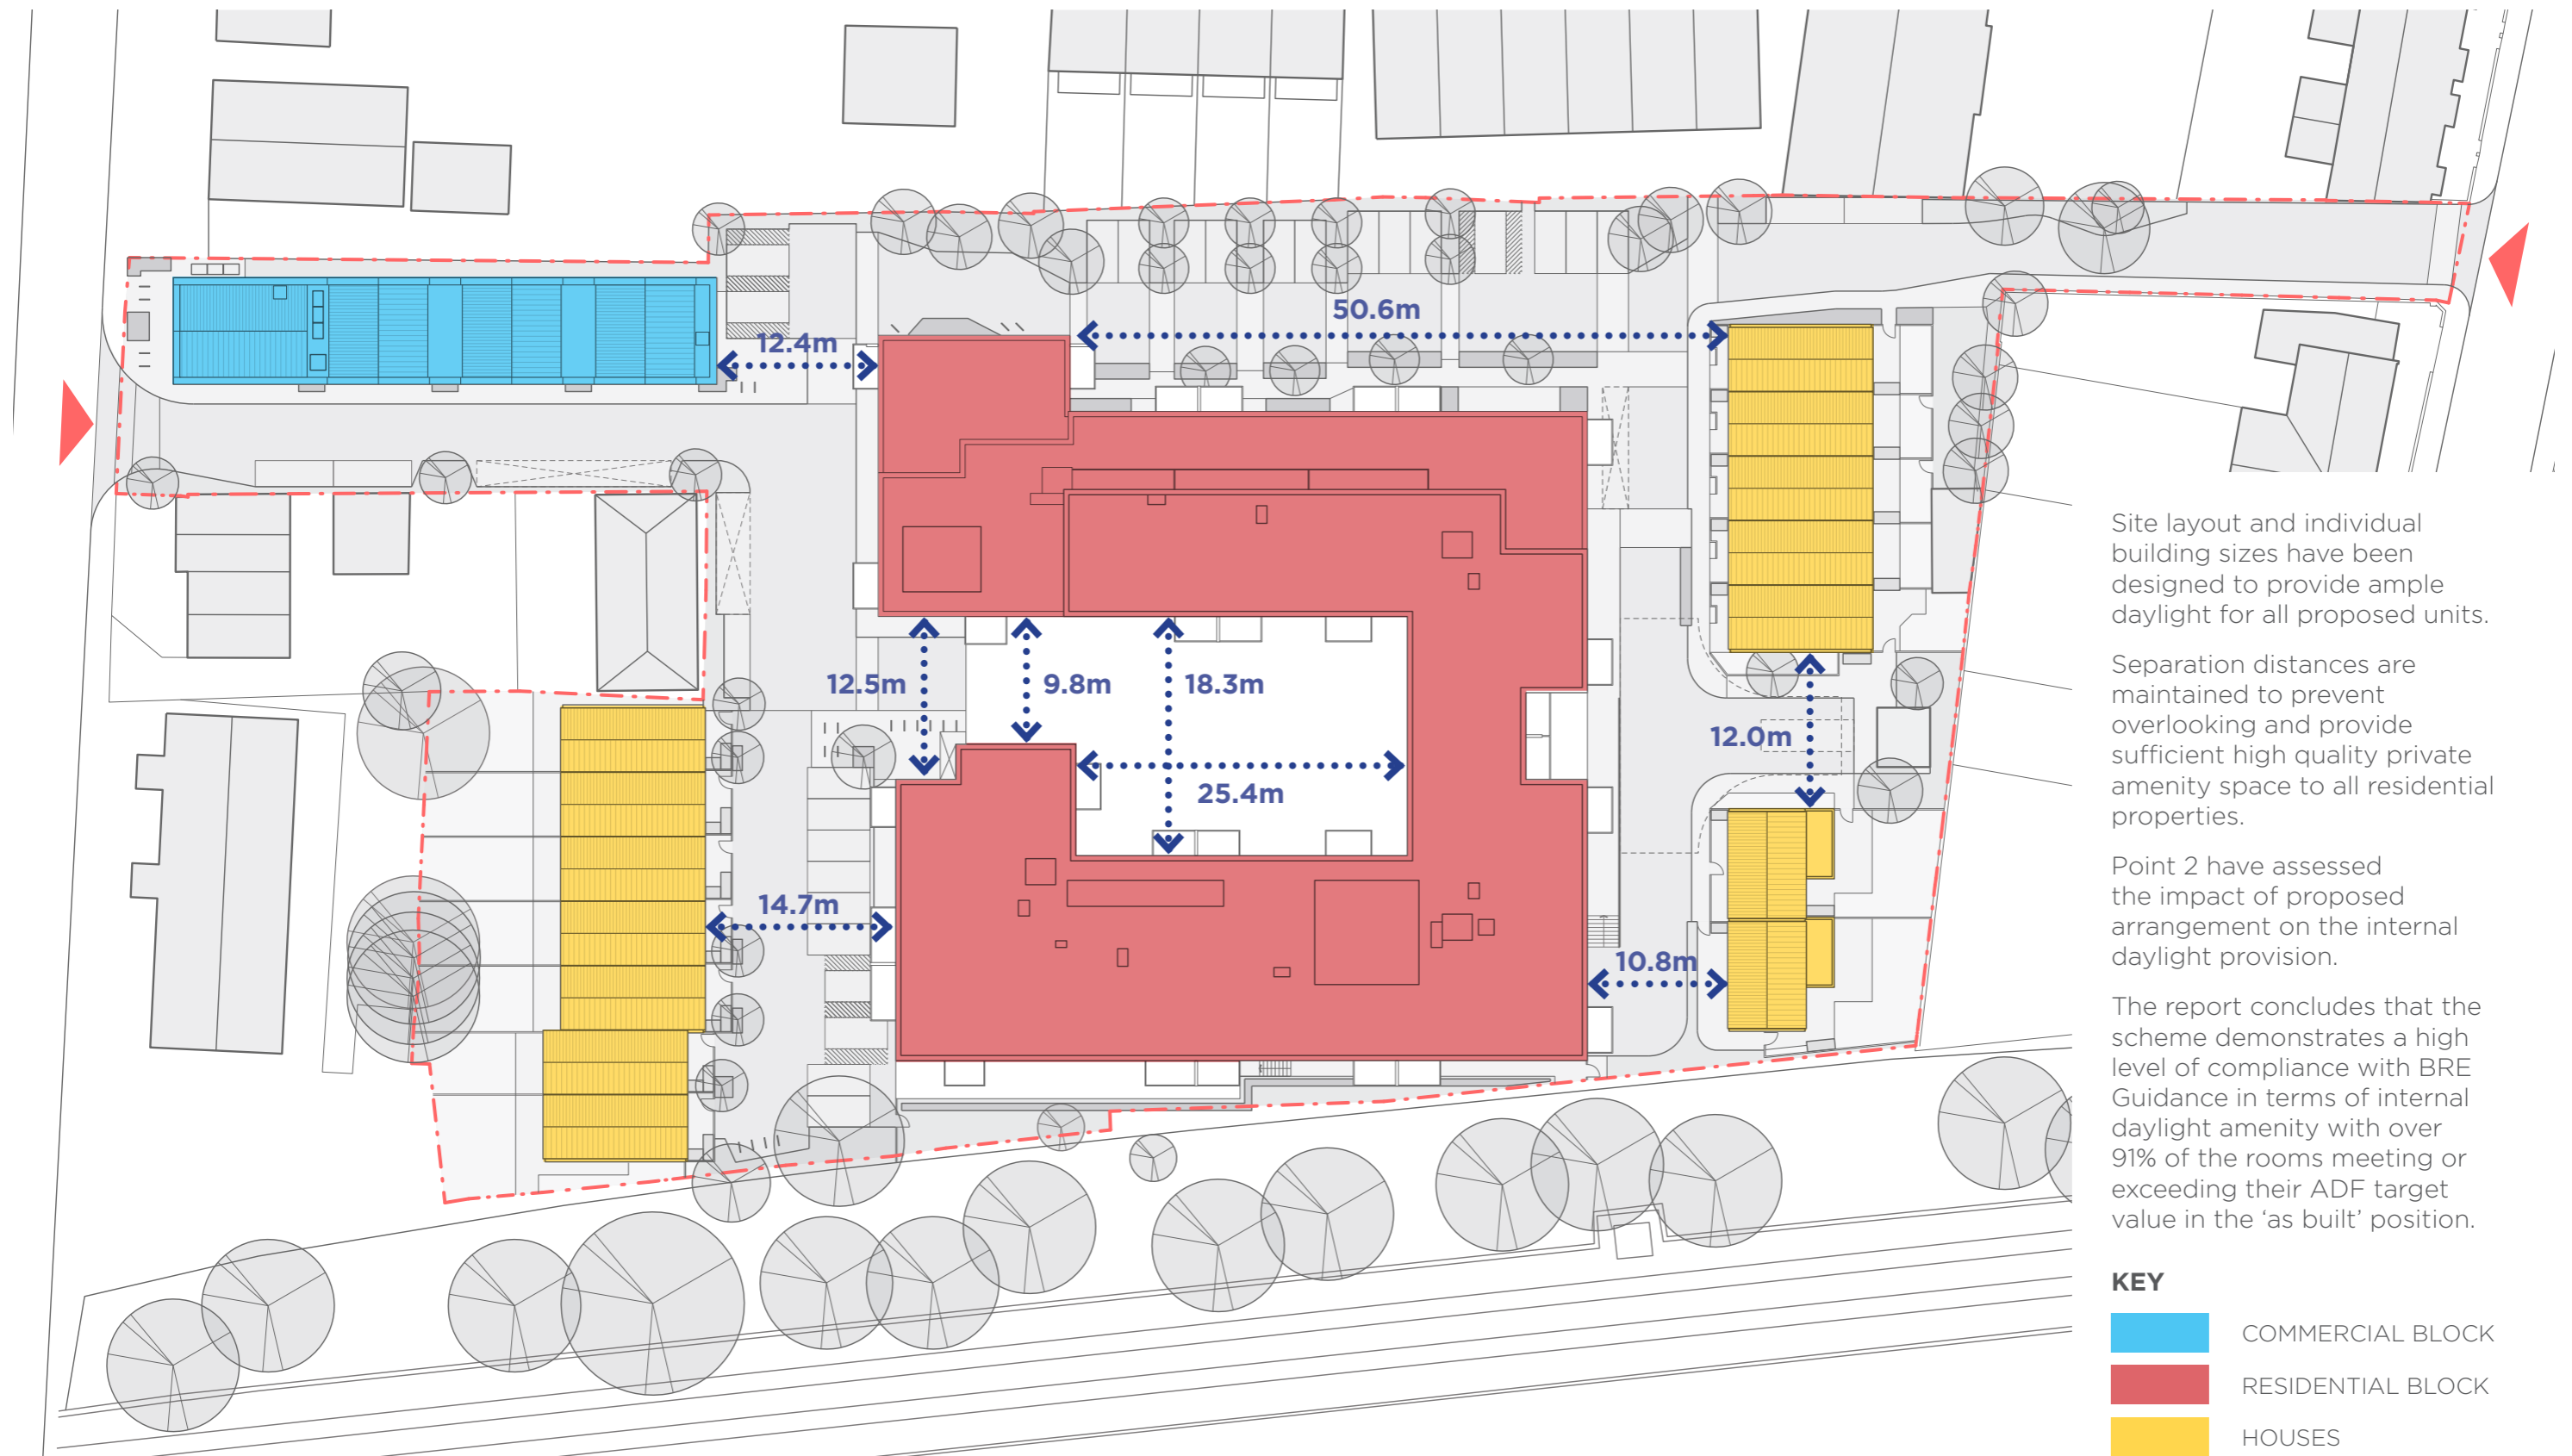 50.6m
12.4m
12.5m
9.8m
18.3m
12.0m
25.4m
14.7m
10.8m
Site layout and individual
building sizes have been
designed to provide ample
daylight for all proposed units.
Separation distances are
maintained to prevent
overlooking and provide
sufficient high quality private
amenity space to all residential
properties.
Point 2 have assessed
the impact of proposed
arrangement on the internal
daylight provision.
The report concludes that the
scheme demonstrates a high
level of compliance with BRE
Guidance in terms of internal
daylight amenity with over
91% of the rooms meeting or
exceeding their ADF target
value in the ‘as built’ position.
KEY
COMMERCIAL BLOCK
RESIDENTIAL BLOCK
HOUSES